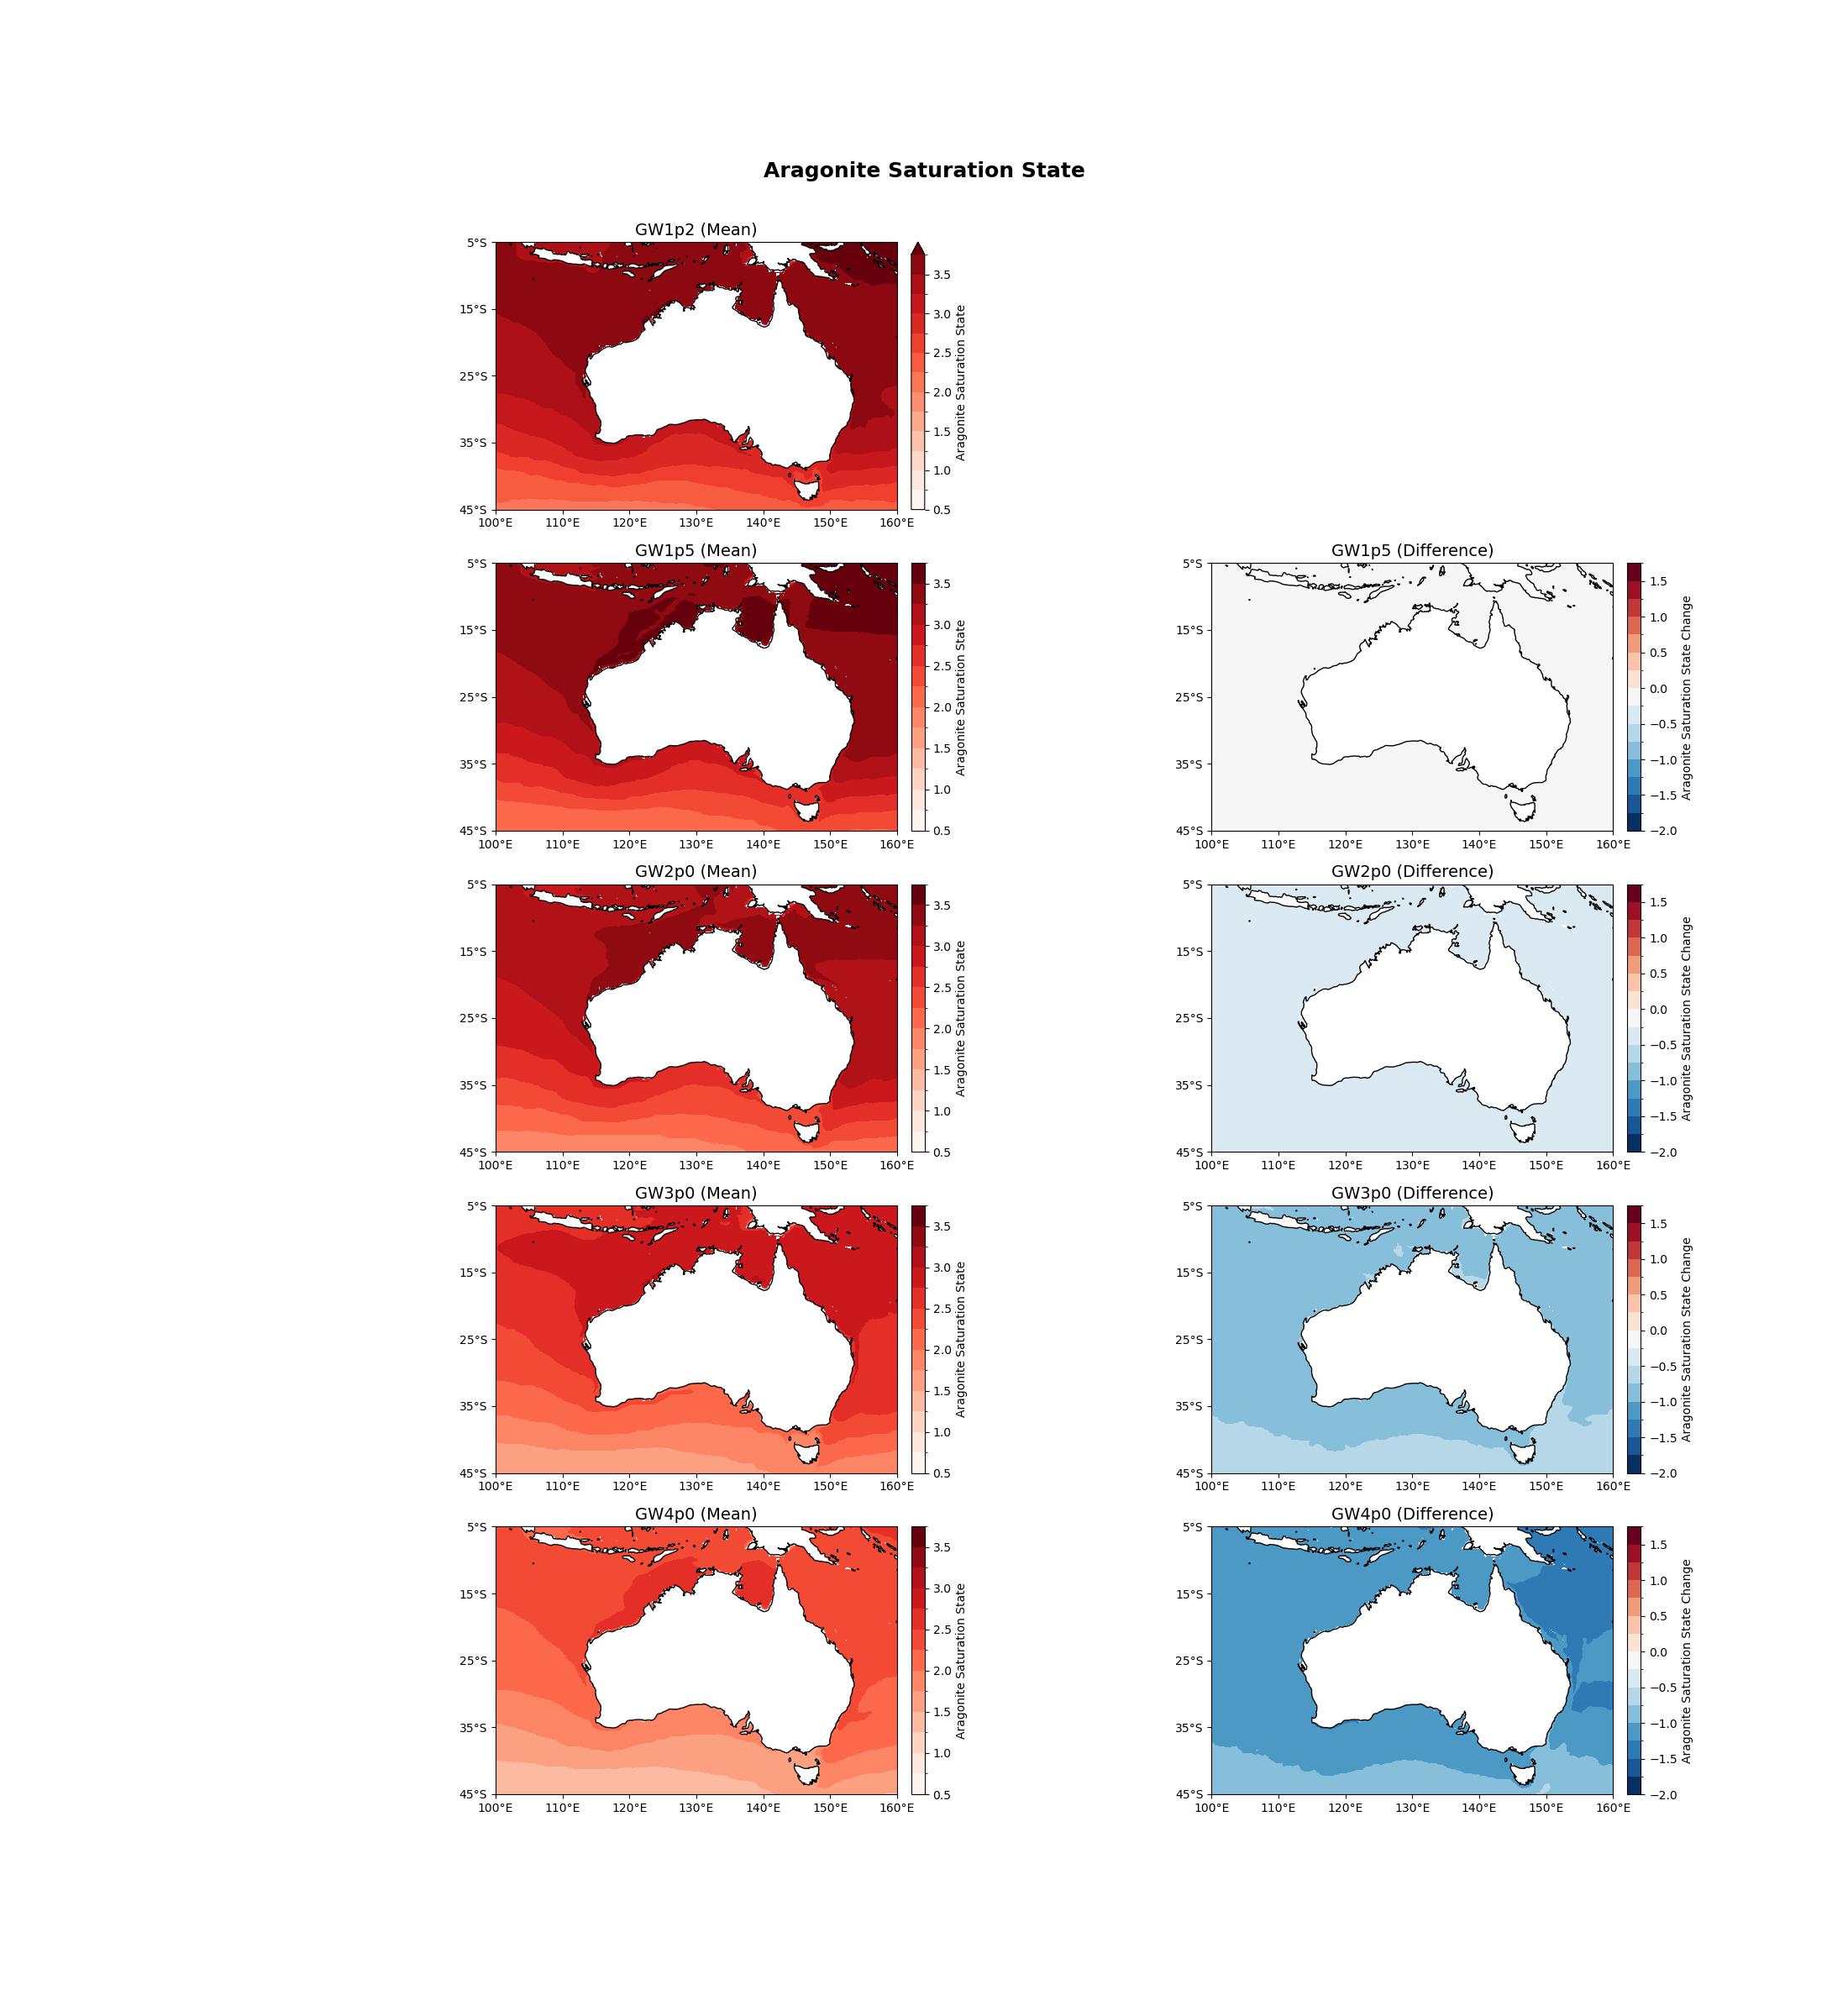 Aragonite Saturation State
GW1p2 (Mean)
5°S
15°S
25°S
35°S
45°S
100°E 110°E 120°E 130°E 140°E 150°E 160°E
3.5
3.0
2.5
2.0
1.5
1.0
0.5
Aragonite Saturation State
GW1p5 (Mean)
5°S
15°S
25°S
35°S
45°S
100°E 110°E 120°E 130°E 140°E 150°E 160°E
3.5
3.0
2.5
2.0
1.5
1.0
0.5
Aragonite Saturation State
GW1p5 (Difference)
5°S
15°S
25°S
35°S
45°S
100°E 110°E 120°E 130°E 140°E 150°E 160°E
1.5
1.0
0.5
0.0
−0.5
−1.0
−1.5
−2.0
Aragonite Saturation State Change
GW2p0 (Mean)
5°S
15°S
25°S
35°S
45°S
100°E 110°E 120°E 130°E 140°E 150°E 160°E
3.5
3.0
2.5
2.0
1.5
1.0
0.5
Aragonite Saturation State
GW2p0 (Difference)
5°S
15°S
25°S
35°S
45°S
100°E 110°E 120°E 130°E 140°E 150°E 160°E
1.5
1.0
0.5
0.0
−0.5
−1.0
−1.5
−2.0
Aragonite Saturation State Change
GW3p0 (Mean)
5°S
15°S
25°S
35°S
45°S
100°E 110°E 120°E 130°E 140°E 150°E 160°E
3.5
3.0
2.5
2.0
1.5
1.0
0.5
Aragonite Saturation State
GW3p0 (Difference)
5°S
15°S
25°S
35°S
45°S
100°E 110°E 120°E 130°E 140°E 150°E 160°E
1.5
1.0
0.5
0.0
−0.5
−1.0
−1.5
−2.0
Aragonite Saturation State Change
GW4p0 (Mean)
5°S
15°S
25°S
35°S
45°S
100°E 110°E 120°E 130°E 140°E 150°E 160°E
3.5
3.0
2.5
2.0
1.5
1.0
0.5
Aragonite Saturation State
GW4p0 (Difference)
5°S
15°S
25°S
35°S
45°S
100°E 110°E 120°E 130°E 140°E 150°E 160°E
1.5
1.0
0.5
0.0
−0.5
−1.0
−1.5
−2.0
Aragonite Saturation State Change